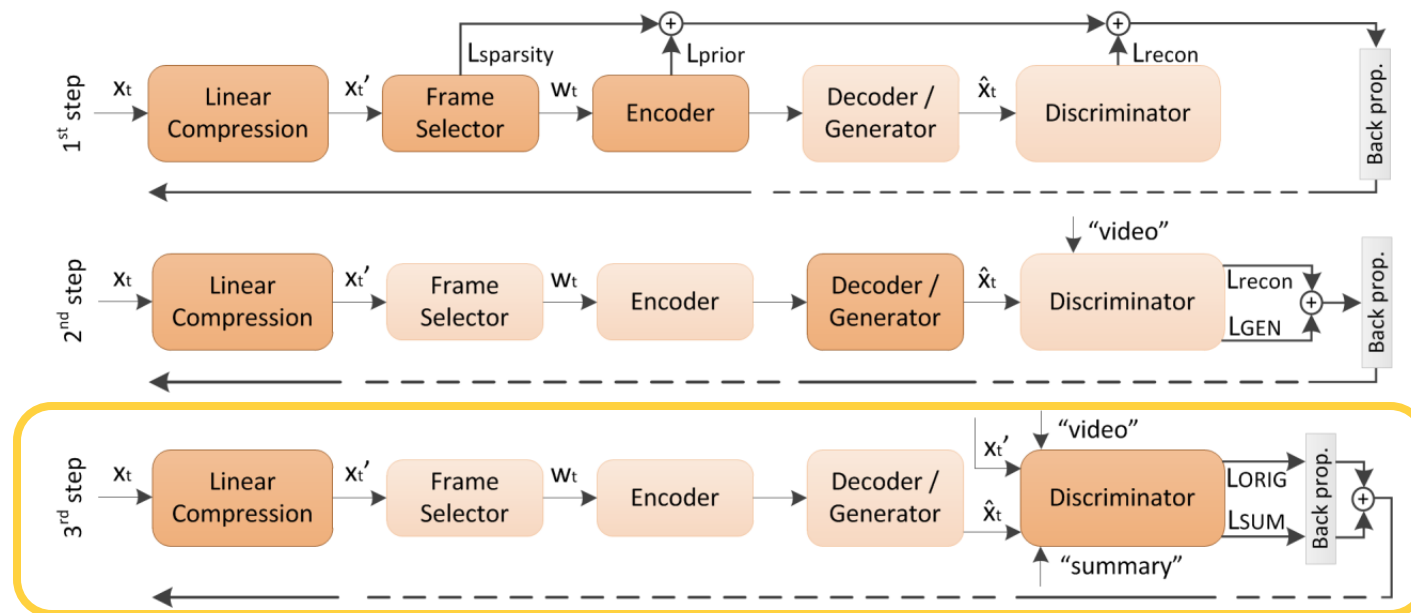 1st step
xt
Linear
Compression
xt’
Lsparsity
Frame
Selector
wt
Lprior
Encoder
Decoder /
Generator
x̂t
Lrecon
Discriminator
Back prop.
2nd step
xt
Linear
Compression
xt’
Frame
Selector
wt
Encoder
Decoder /
Generator
x̂t
“video”
Discriminator
Lrecon
LGEN
Back prop.
3rd step
xt
Linear
Compression
xt’
Frame
Selector
wt
Encoder
Decoder /
Generator
xt’
x̂t
“video”
Discriminator
“summary”
LORIG
LSUM
Back prop.